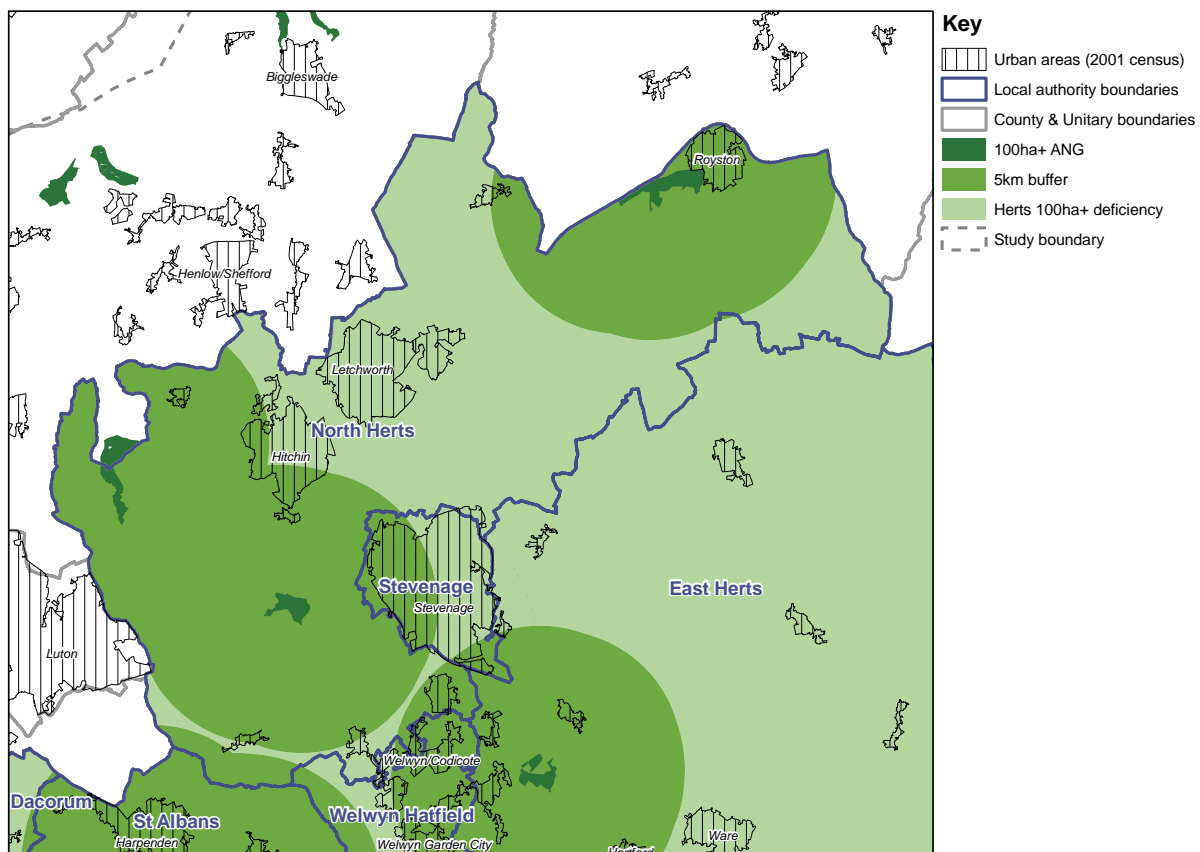 Key
Urban areas (2001 census)
Local authority boundaries
County & Unitary boundaries
100ha+ ANG
5km buffer
Herts 100ha+ deficiency
Study boundary
Biggleswade
Royston
Henlow/Shefford
Letchworth
North Herts
Hitchin
Stevenage
Stevenage
East Herts
Luton
Welwyn/Codicote
Dacorum
St Albans
Welwyn Hatfield
Harpenden
Welwyn Garden City
Ware
Hertford